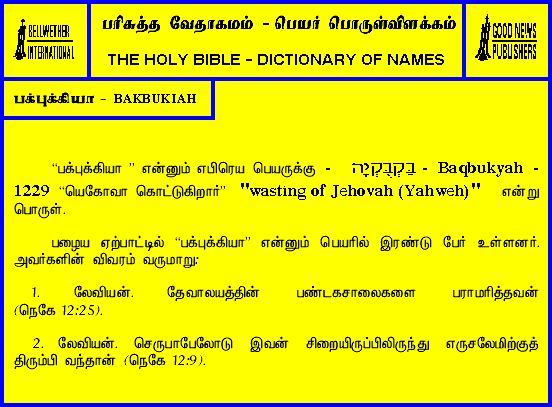 BELLWETHER
INTERNATIONAL
பரிசுத்த வேதாகமம் - பெயர் பொருள்விளக்கம்
THE HOLY BIBLE - DICTIONARY OF NAMES
GOOD NEWS
PUBLISHERS
பக்புக்கியா - BAKBUKIAH
“பக்புக்கியா ” என்னும் எபிரெய பெயருக்கு - בַקְבֻּקְיָה - Baqbukyah -
1229 “யெகோவா கொட்டுகிறார்” "wasting of Jehovah (Yahweh)" என்று
பொருள்.
பழைய ஏற்பாட்டில் “பக்புக்கியா” என்னும் பெயரில் இரண்டு பேர் உள்ளனர்.
அவர்களின் விவரம் வருமாறு:
1. லேவியன். தேவாலயத்தின் பண்டகசாலைகளை பராமரித்தவன்
(நெகே 12:25).
2. லேவியன். செருபாபேலோடு இவன் சிறையிருப்பிலிருந்து எருசலேமிற்குத்
திரும்பி வந்தான் (நெகே 12:9).